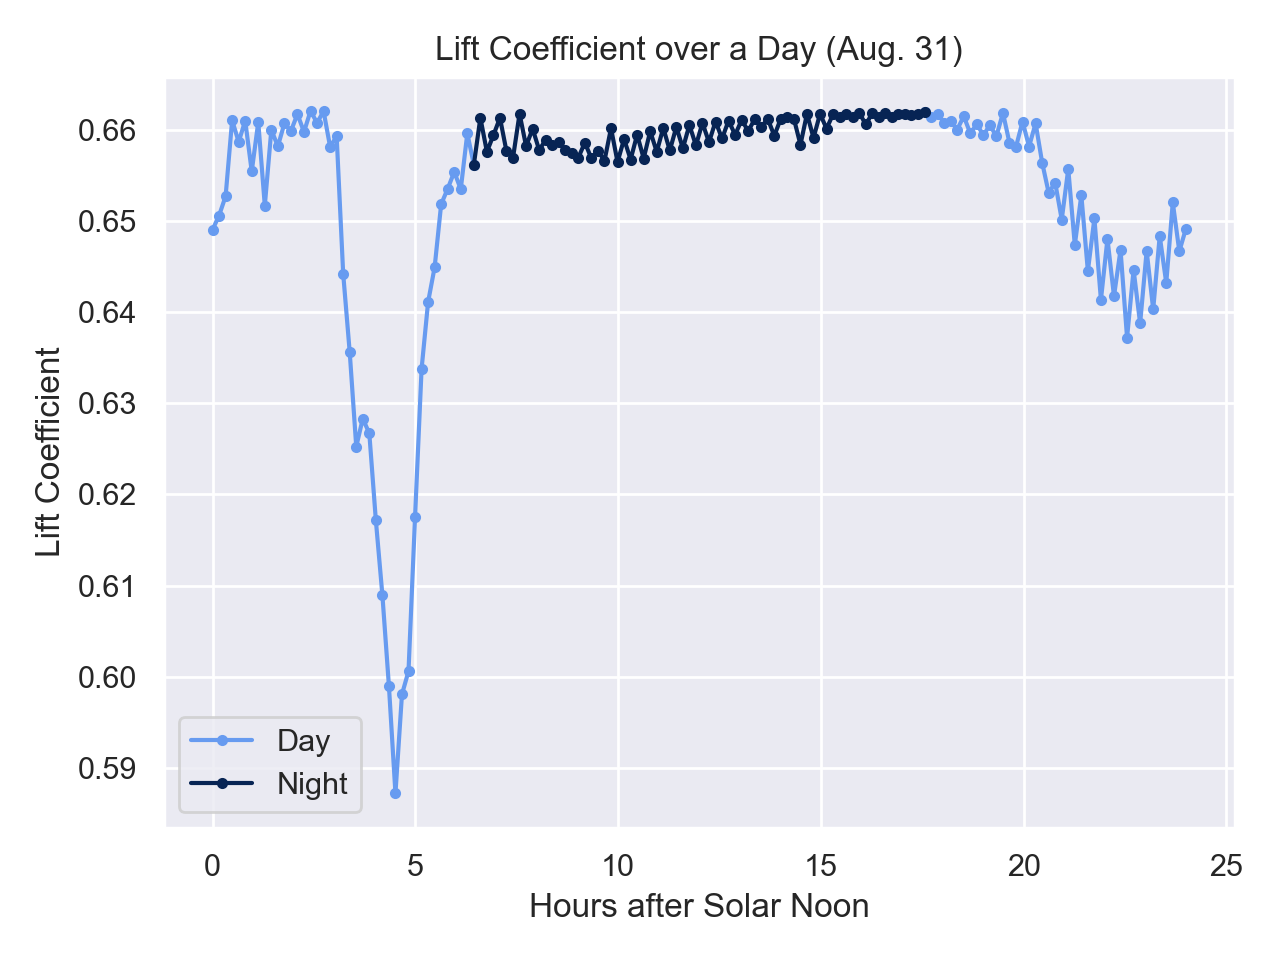 Lift Coefficient over a Day (Aug. 31)
0.66
0.65
0.64
0.63
0.62
0.61
0.60
0.59
Lift Coefficient
Day
Night
0 5 10 15 20 25
Hours after Solar Noon